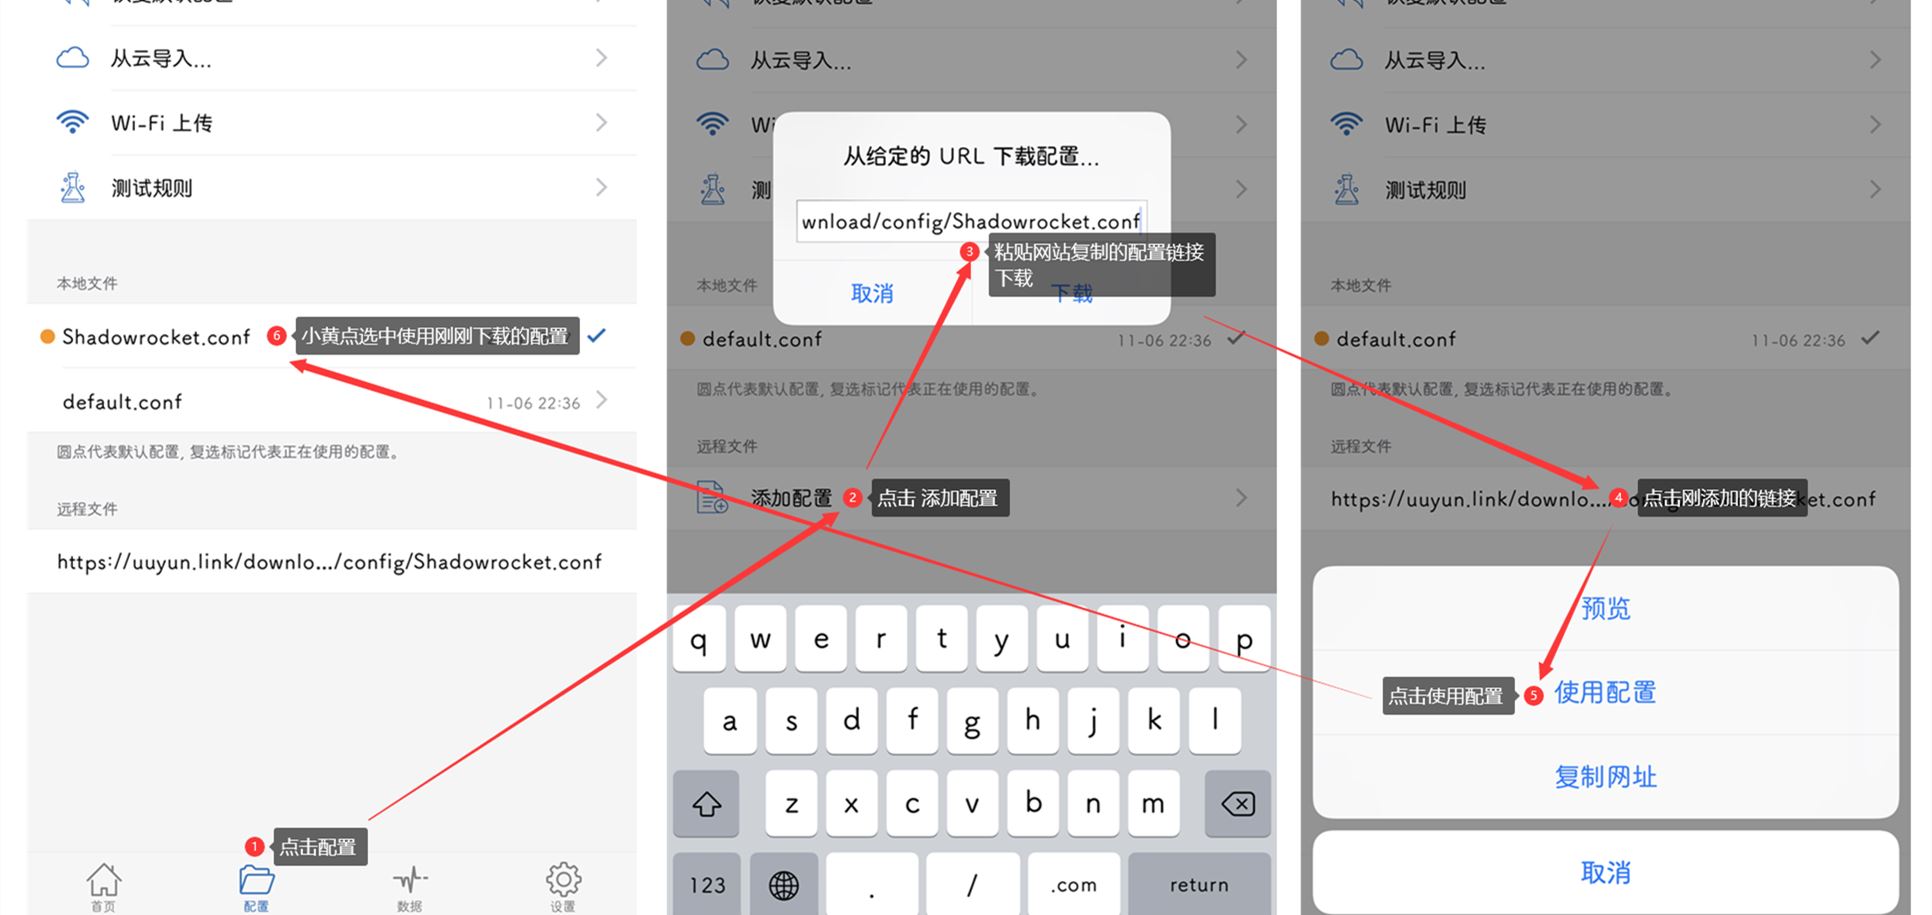 从云导入...
Wi-Fi 上传
测试规则
本地文件
Shadowrocket.conf
6
小黄点选中使用刚刚下载的配置
default.conf
11-06 22:36
圆点代表默认配置, 复选标记代表正在使用的配置。
远程文件
https://uuyun.link/downlo.../config/Shadowrocket.conf
1
点击配置
首页
配置
数据
设置
从云导入...
Wi
测
从给定的 URL 下载配置...
wnload/config/Shadowrocket.conf
3
粘贴网站复制的配置链接
下载
取消
下载
本地文件
default.conf
11-06 22:36
圆点代表默认配置, 复选标记代表正在使用的配置。
远程文件
添加配置
2
点击 添加配置
q w e r t y u i o p
a s d f g h j k l
z x c v b n m
123
.
/
.com
return
从云导入...
Wi-Fi 上传
测试规则
本地文件
default.conf
11-06 22:36
圆点代表默认配置, 复选标记代表正在使用的配置。
远程文件
https://uuyun.link/downlo.../
4
点击刚添加的链接
ket.conf
预览
点击使用配置
5
使用配置
复制网址
取消